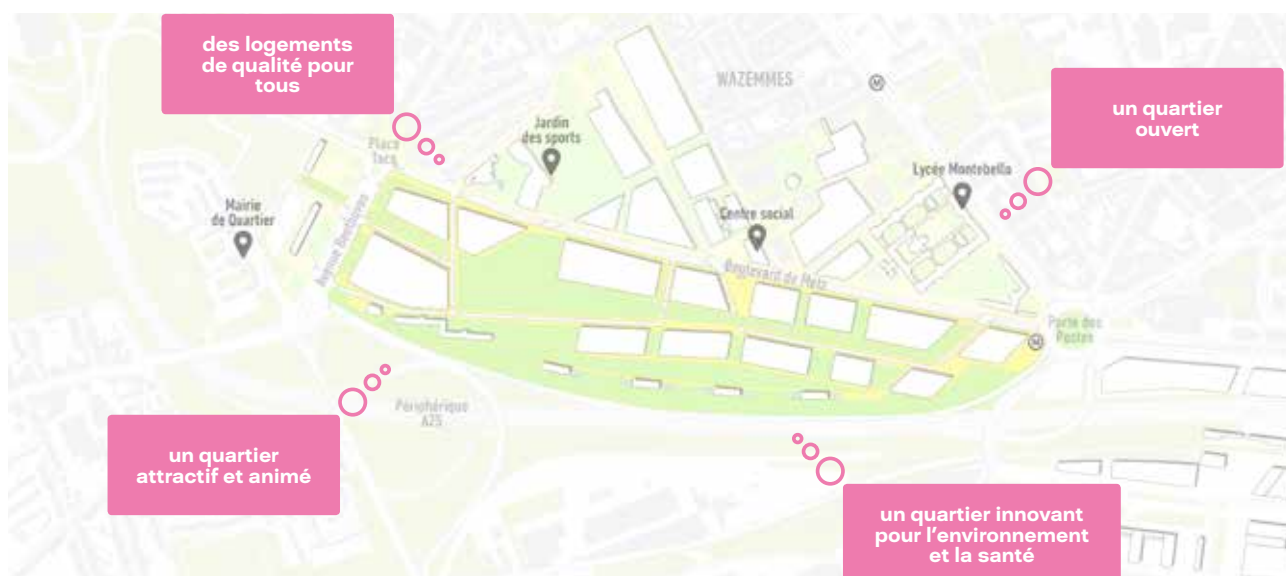 des logements
de qualité pour
tous
WAZEMMES
un quartier
ouvert
Jardin
des sports
Place
Tacq
Lycée Montebello
Mairie
de Quartier
Centre social
Avenue Beethoven
Boulevard de Metz
Porte des
Postes
M
M
Périphérique
A25
un quartier
attractif et animé
un quartier innovant
pour l'environnement
et la santé